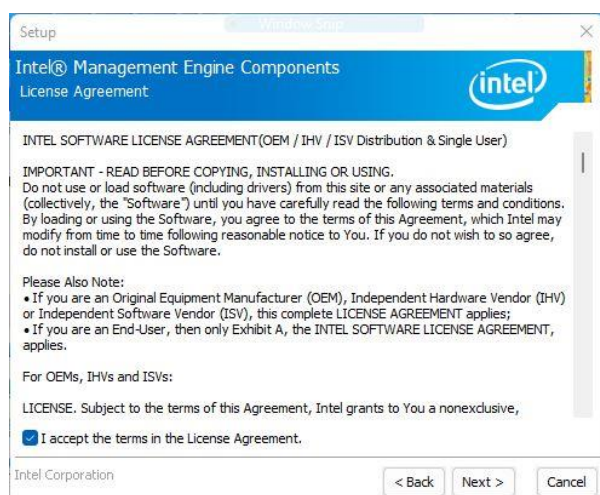 Window Snip
Setup
Intel® Management Engine Components
License Agreement
intel
INTEL SOFTWARE LICENSE AGREEMENT(OEM / IHV / ISV Distribution & Single User)
IMPORTANT - READ BEFORE COPYING, INSTALLING OR USING.
Do not use or load software (including drivers) from this site or any associated materials
(collectively, the "Software") until you have carefully read the following terms and conditions.
By loading or using the Software, you agree to the terms of this Agreement, which Intel may
modify from time to time following reasonable notice to You. If you do not wish to so agree,
do not install or use the Software.
Please Also Note:
• If you are an Original Equipment Manufacturer (OEM), Independent Hardware Vendor (IHV)
or Independent Software Vendor (ISV), this complete LICENSE AGREEMENT applies;
• If you are an End-User, then only Exhibit A, the INTEL SOFTWARE LICENSE AGREEMENT,
applies.
For OEMs, IHVs and ISVs:
LICENSE. Subject to the terms of this Agreement, Intel grants to You a nonexclusive,
I accept the terms in the License Agreement.
Intel Corporation
< Back
Next >
Cancel